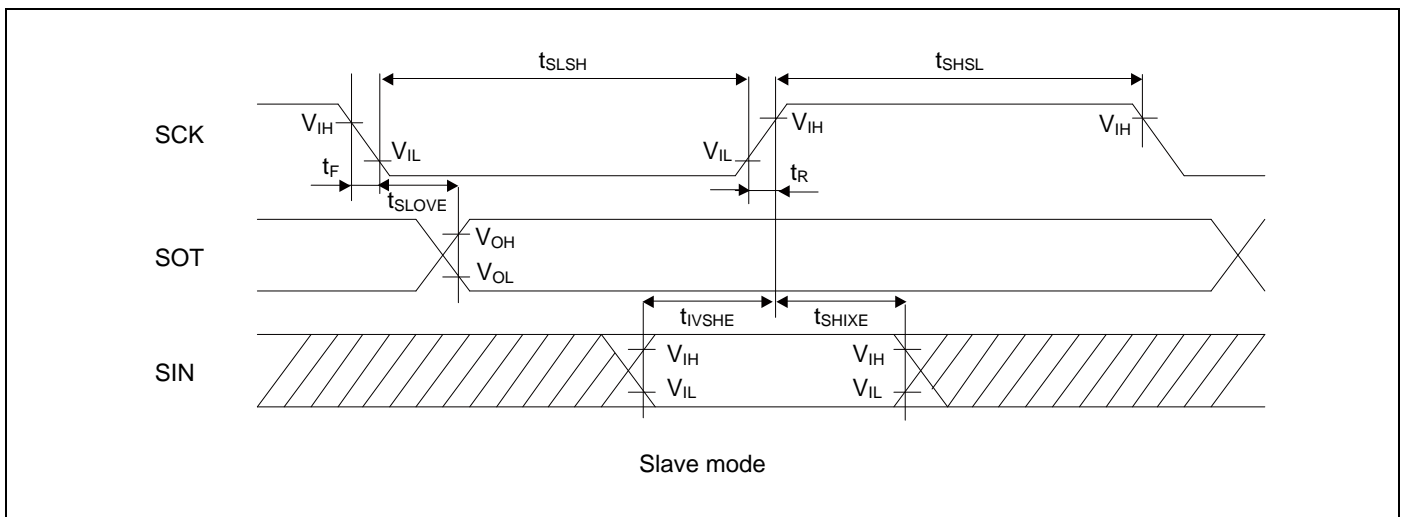 tSLSH
tSHSL
SCK
VIH
VIL
VIL
VIH
VIH
tF
tSLOVE
tR
SOT
VOH
VOL
tIVSHE
tSHIXE
SIN
VIH
VIL
VIH
VIL
Slave mode